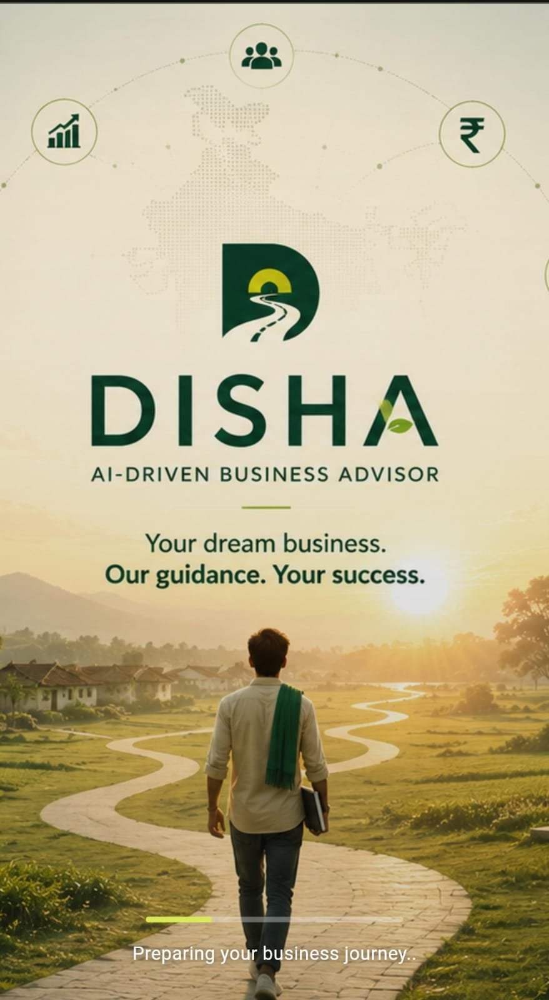 ₹
DISHA
AI-DRIVEN BUSINESS ADVISOR
Your dream business.
Our guidance. Your success.
Preparing your business journey..